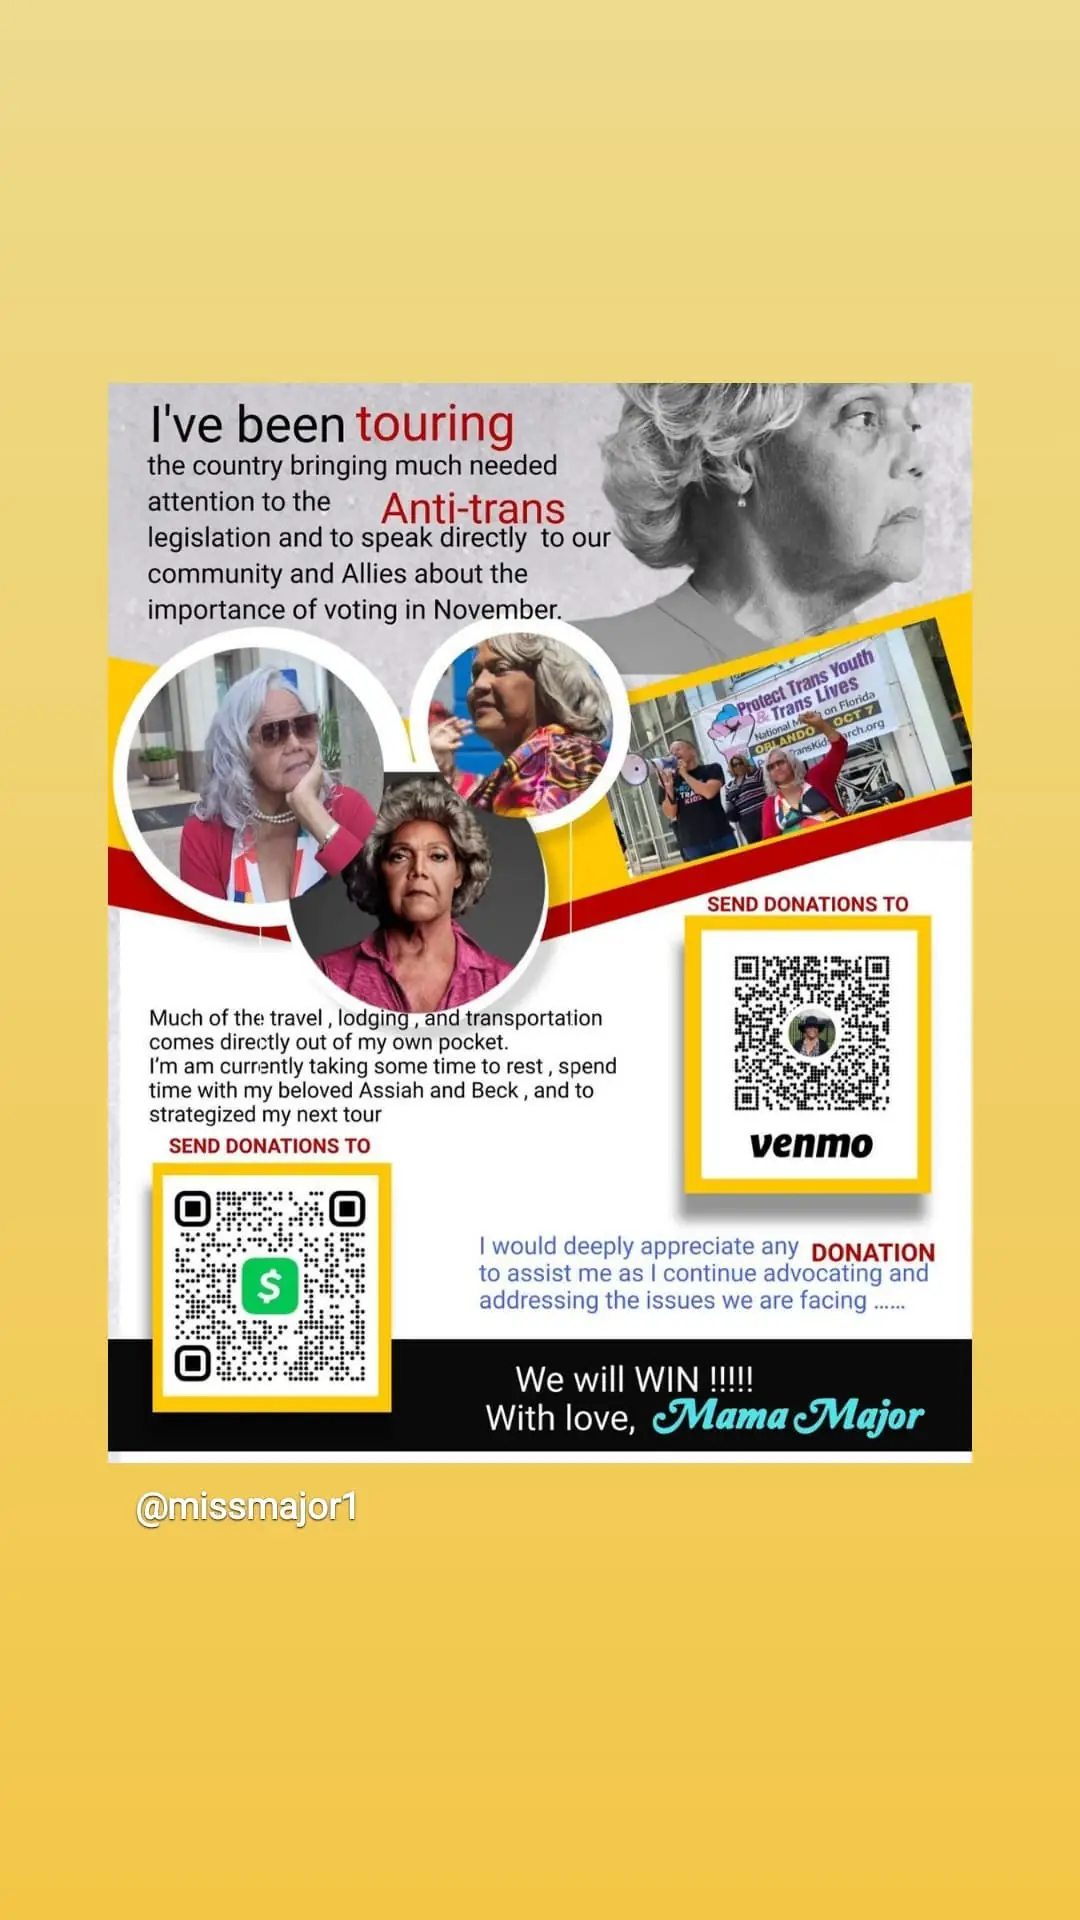 I've been touring
the country bringing much needed
attention to the Anti-trans
legislation and to speak directly to our
community and Allies about the
importance of voting in November.
Protect Trans Youth
& Trans Lives
National on Florida
ORLANDO OCT 7
SEND DONATIONS TO
venmo
Much of the travel , lodging , and transportation
comes directly out of my own pocket.
I'm am currently taking some time to rest , spend
time with my beloved Assiah and Beck , and to
strategized my next tour
SEND DONATIONS TO
$
I would deeply appreciate any DONATION
to assist me as I continue advocating and
addressing the issues we are facing ......
We will WIN !!!!!
With love, Mama Major
@missmajor1